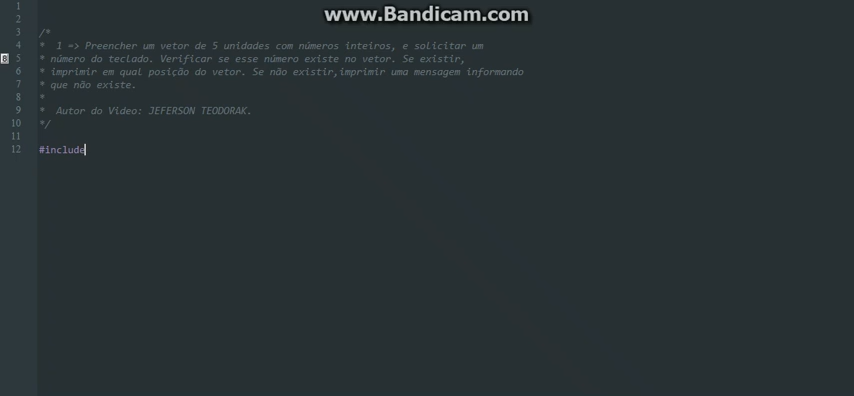 www.Bandicam.com
1
2
3 /*
4 * 1 => Preencher um vetor de 5 unidades com números inteiros, e solicitar um
5 * número do teclado. Verificar se esse número existe no vetor. Se existir,
6 * imprimir em qual posição do vetor. Se não existir,imprimir uma mensagem informando
7 * que não existe.
8 *
9 * Autor do Video: JEFERSON TEODORAK.
10 */
11
12 #include